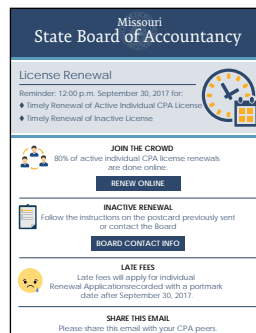 Missouri
State Board of Accountancy
License Renewal
Reminder: 12:00 p.m. September 30, 2017 for:
♦ Timely Renewal of Active Individual CPA License
♦ Timely Renewal of Inactive License
JOIN THE CROWD
80% of active individual CPA license renewals
are done online.
RENEW ONLINE
INACTIVE RENEWAL
Follow the instructions on the postcard previously sent
or contact the Board
BOARD CONTACT INFO
LATE FEES
Late fees will apply for individual
Renewal Applicationsrecorded with a portmark
date after September 30, 2017.
SHARE THIS EMAIL
Please share this email with your CPA peers.